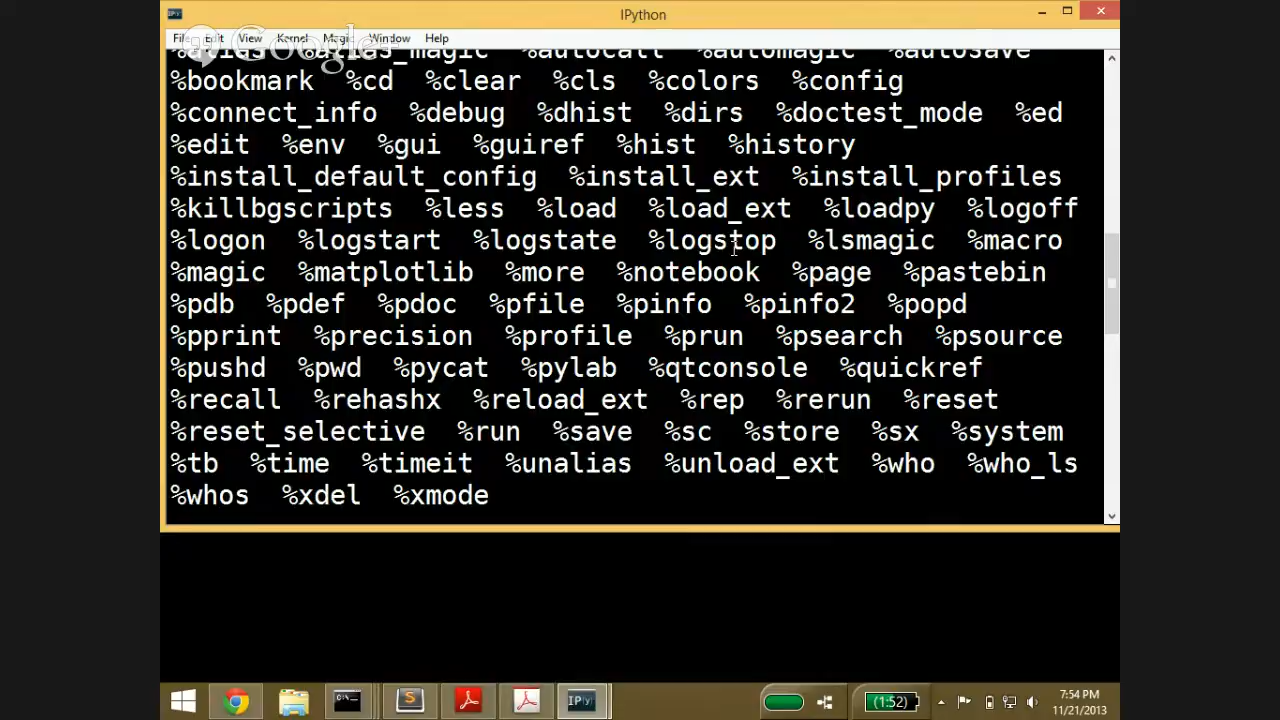 IPython
File Edit View Kernel Magic Window Help
Google+
%autocall %automagic %autosave
%bookmark %cd %clear %cls %colors %config
%connect_info %debug %dhist %dirs %doctest_mode %ed
%edit %env %gui %guiref %hist %history
%install_default_config %install_ext %install_profiles
%killbgscripts %less %load %load_ext %loadpy %logoff
%logon %logstart %logstate %logstop %lsmagic %macro
%magic %matplotlib %more %notebook %page %pastebin
%pdb %pdef %pdoc %pfile %pinfo %pinfo2 %popd
%pprint %precision %profile %prun %psearch %psource
%pushd %pwd %pycat %pylab %qtconsole %quickref
%recall %rehashx %reload_ext %rep %rerun %reset
%reset_selective %run %save %sc %store %sx %system
%tb %time %timeit %unalias %unload_ext %who %who_ls
%whos %xdel %xmode
IP[y]
(1:52)
7:54 PM
11/21/2013